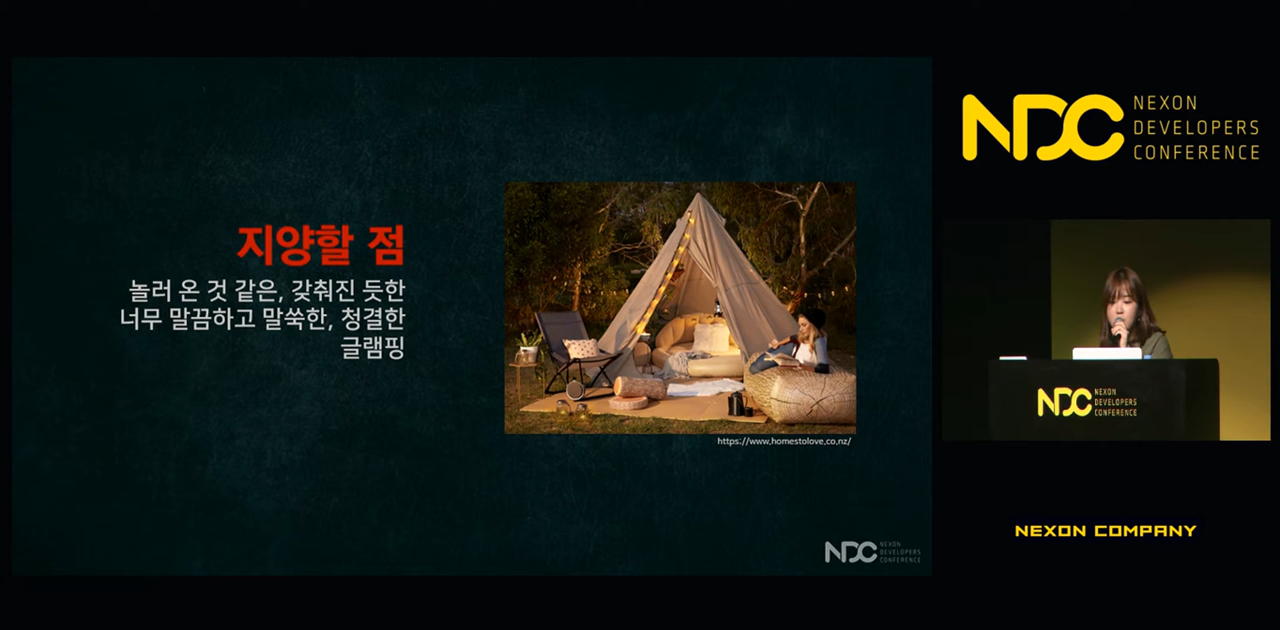 지양할 점
놀러 온 것 같은, 갖춰진 듯한
너무 말끔하고 말쑥한, 청결한
글램핑
https://www.homestolove.co.nz/
NDC NEXON
DEVELOPERS
CONFERENCE
NDC NEXON
DEVELOPERS
CONFERENCE
NDC NEXON
DEVELOPERS
CONFERENCE
NEXON COMPANY